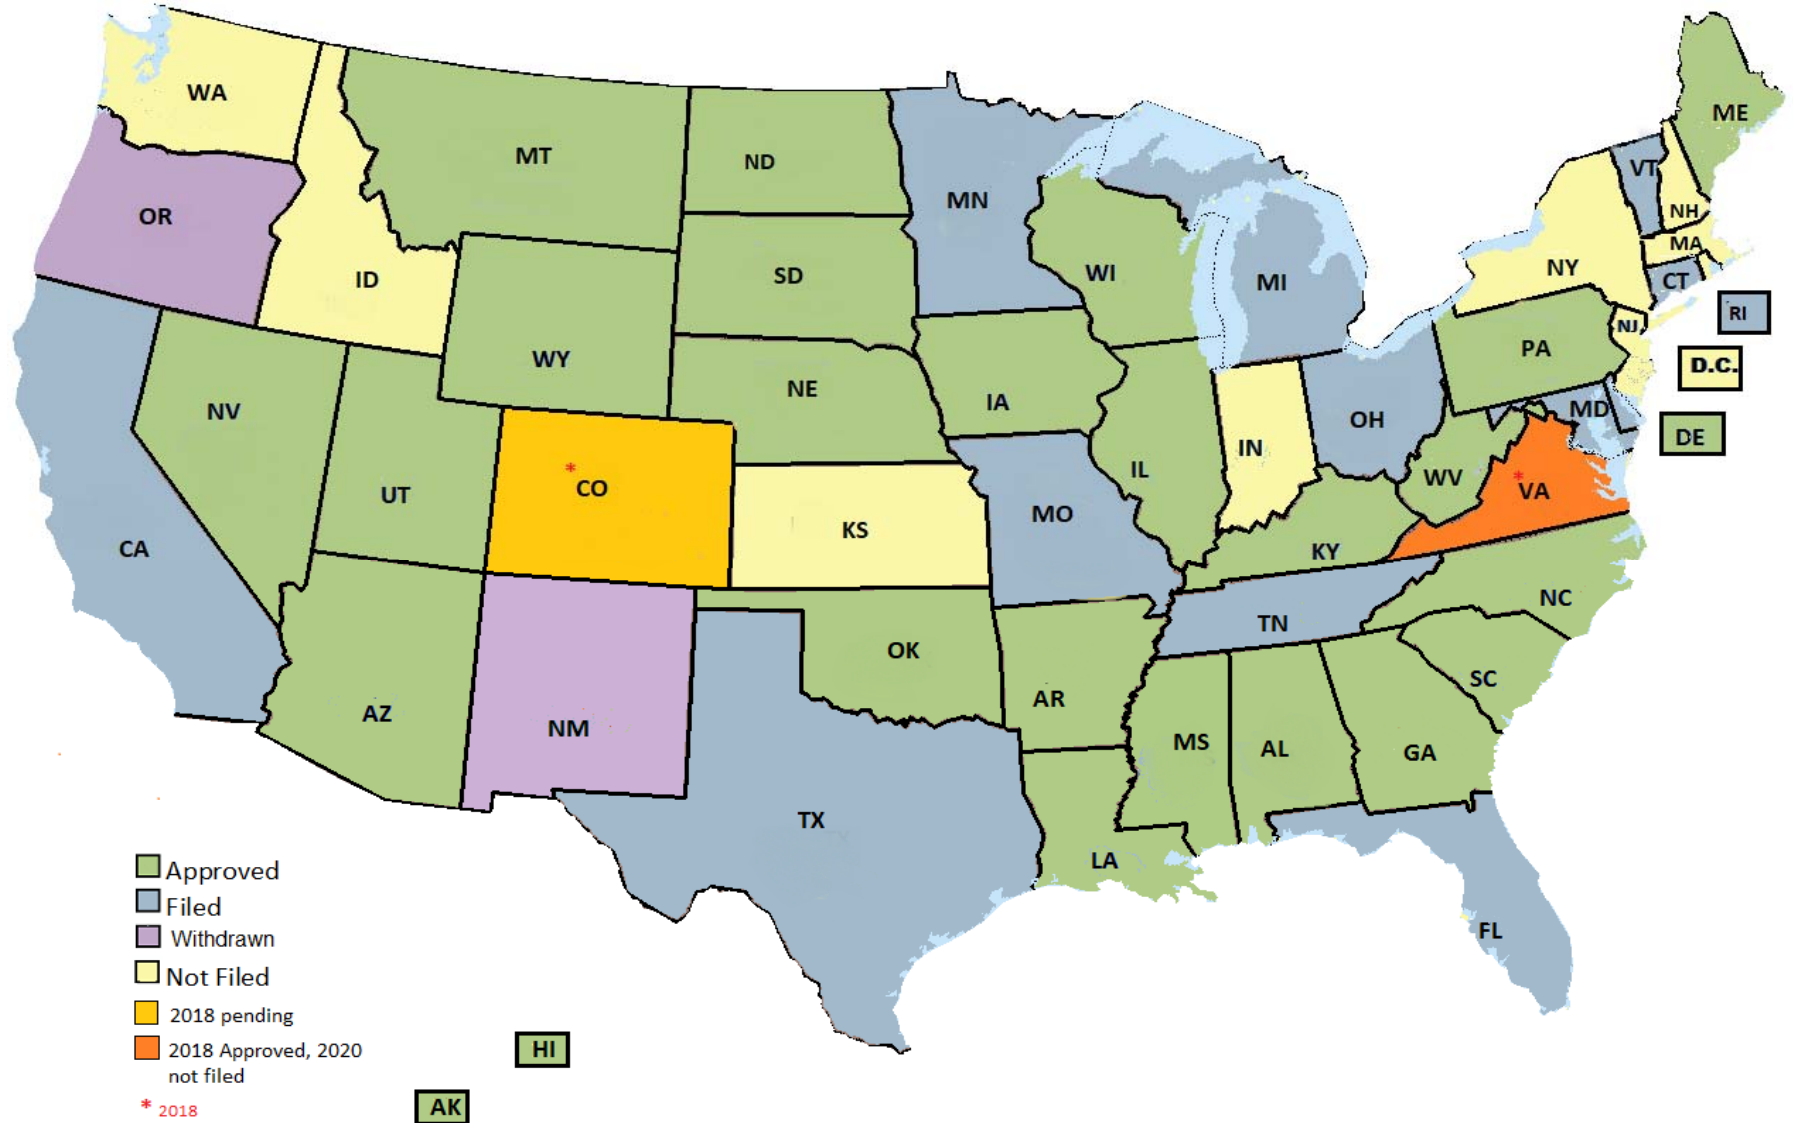 WA
ME
MT
ND
VT
MN
NH
OR
MA
NY
WI
SD
ID
MI
CT
RI
NJ
PA
WY
D.C.
NE
IA
NV
MD
OH
DE
IN
IL
WV
* CO
* VA
UT
MO
KS
CA
KY
NC
TN
OK
SC
AR
AZ
NM
MS
AL
GA
TX
LA
FL
Approved
Filed
Withdrawn
Not Filed
2018 pending
2018 Approved, 2020
not filed
* 2018
HI
AK